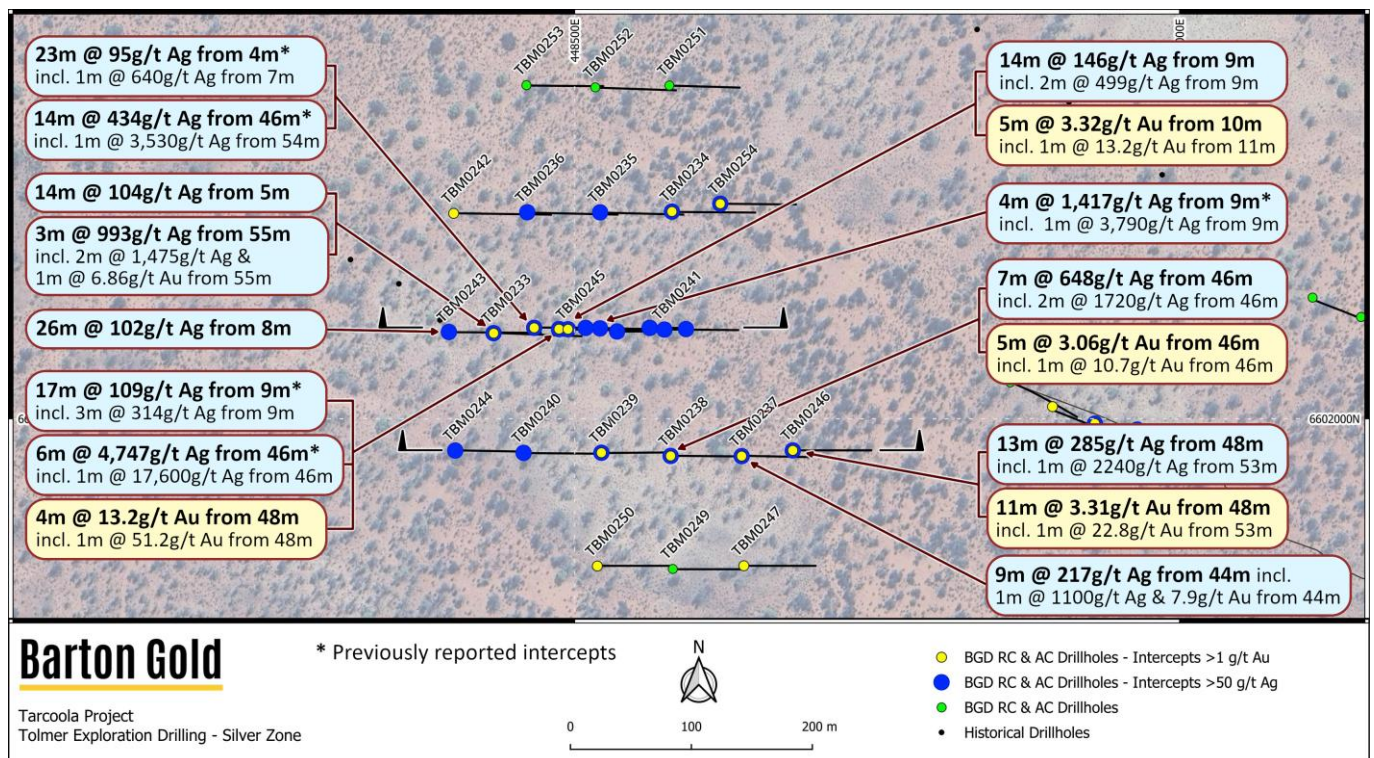 TBM0253
TBM0252
TBM0251
448500E
23m @ 95g/t Ag from 4m*
incl. 1m @ 640g/t Ag from 7m
14m @ 434g/t Ag from 46m*
incl. 1m @ 3,530g/t Ag from 54m
14m @ 104g/t Ag from 5m
3m @ 993g/t Ag from 55m
incl. 2m @ 1,475g/t Ag &
1m @ 6.86g/t Au from 55m
26m @ 102g/t Ag from 8m
17m @ 109g/t Ag from 9m*
incl. 3m @ 314g/t Ag from 9m
6m @ 4,747g/t Ag from 46m*
incl. 1m @ 17,600g/t Ag from 46m
4m @ 13.2g/t Au from 48m
incl. 1m @ 51.2g/t Au from 48m
TBM0242
TBM0236
TBM0235
TBM0234
TBM0254
TBM0243
TBM0233
TBM0245
TBM0241
TBM0244
TBM0240
TBM0239
TBM0238
TBM0237
TBM0246
TBM0250
TBM0249
TBM0247
14m @ 146g/t Ag from 9m
incl. 2m @ 499g/t Ag from 9m
5m @ 3.32g/t Au from 10m
incl. 1m @ 13.2g/t Au from 11m
4m @ 1,417g/t Ag from 9m*
incl. 1m @ 3,790g/t Ag from 9m
7m @ 648g/t Ag from 46m
incl. 2m @ 1720g/t Ag from 46m
5m @ 3.06g/t Au from 46m
incl. 1m @ 10.7g/t Au from 46m
6602000N
13m @ 285g/t Ag from 48m
incl. 1m @ 2240g/t Ag from 53m
11m @ 3.31g/t Au from 48m
incl. 1m @ 22.8g/t Au from 53m
9m @ 217g/t Ag from 44m incl.
1m @ 1100g/t Ag & 7.9g/t Au from 44m
Barton Gold
Tarcoola Project
Tolmer Exploration Drilling - Silver Zone
* Previously reported intercepts
N
0 100 200 m
BGD RC & AC Drillholes - Intercepts >1 g/t Au
BGD RC & AC Drillholes - Intercepts >50 g/t Ag
BGD RC & AC Drillholes
Historical Drillholes